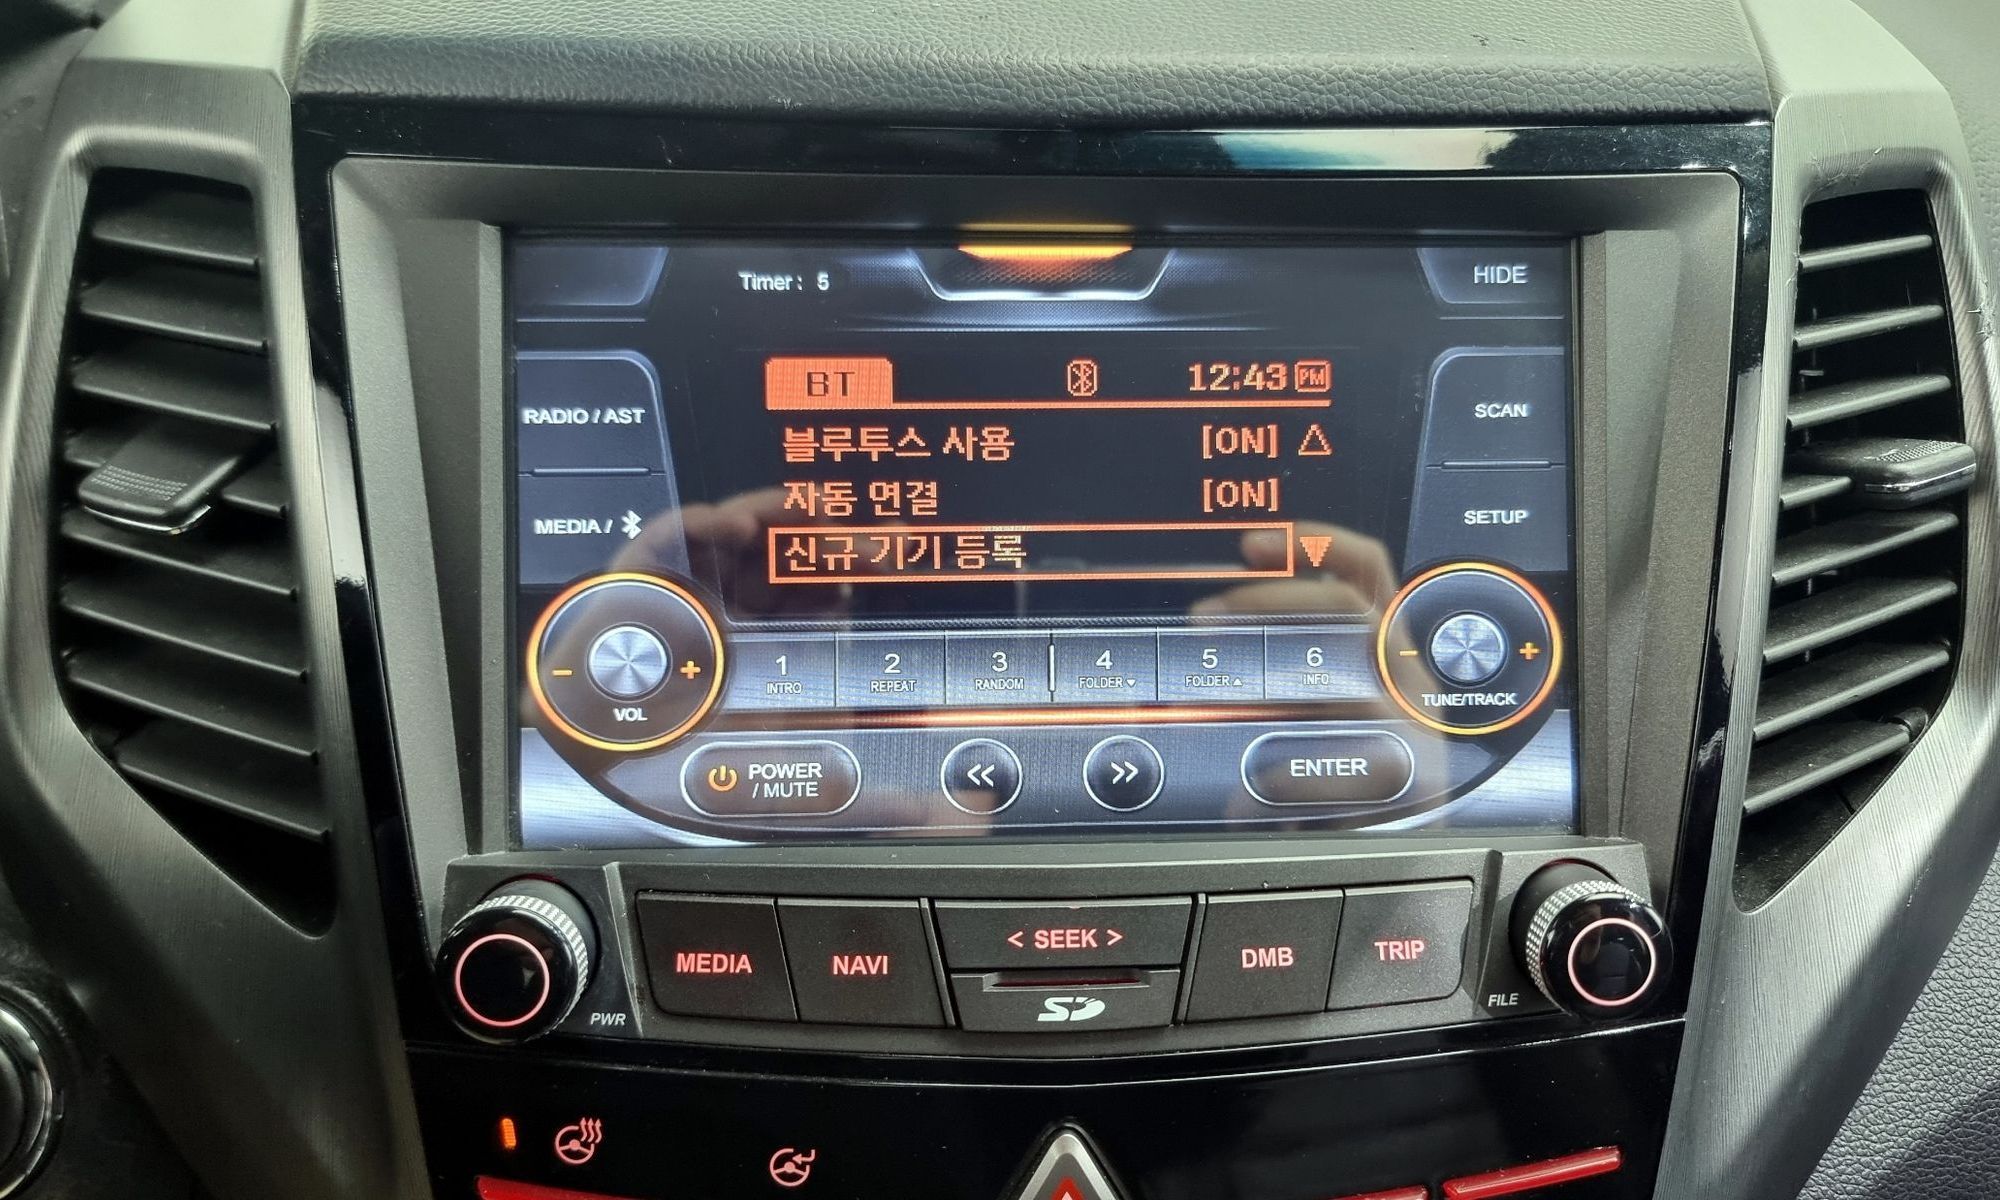 Timer : 5
HIDE
BT 12:43 PM
RADIO / AST
블루투스 사용 [ON]
SCAN
자동 연결 [ON]
MEDIA /
SETUP
신규 기기 등록
- + VOL
1 INTRO
2 REPEAT
3 RANDOM
4 FOLDER ▼
5 FOLDER ▲
6 INFO
- + TUNE/TRACK
POWER
/ MUTE
<<
>>
ENTER
MEDIA
NAVI
< SEEK >
DMB
TRIP
PWR
SD
FILE